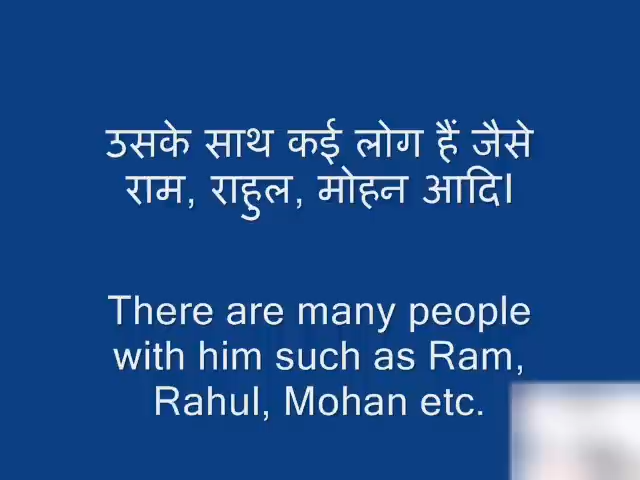 उसके साथ कई लोग हैं जैसे
राम, राहुल, मोहन आदि।
There are many people
with him such as Ram,
Rahul, Mohan etc.